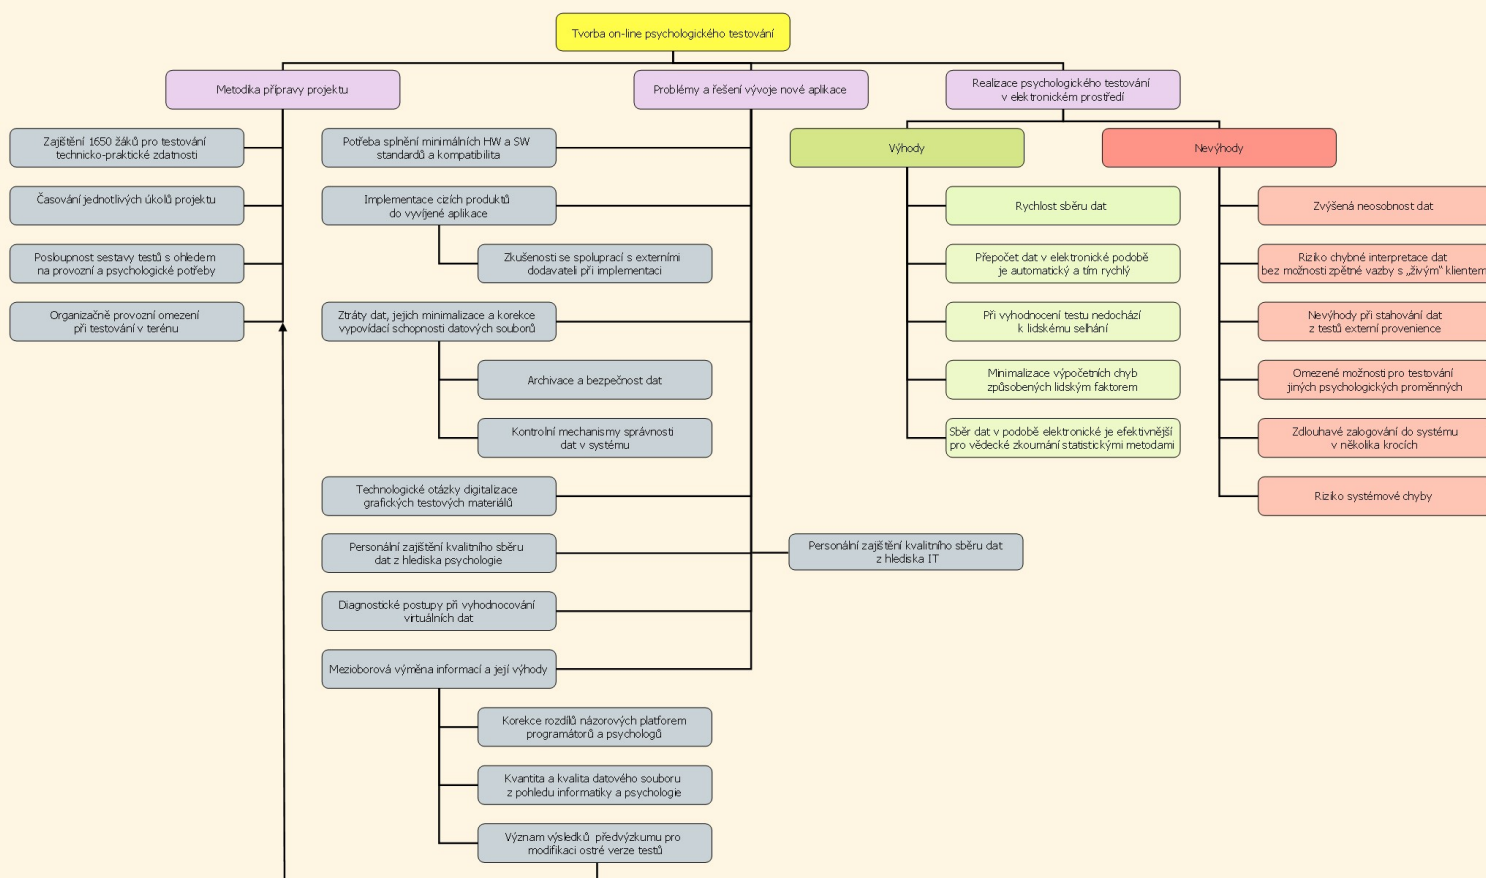 Tvorba on-line psychologického testování
Metodika přípravy projektu
Zajištění 1650 žáků pro testování
technicko-praktické zdatnosti
Časování jednotlivých úkolů projektu
Posloupnost sestavy testů s ohledem
na provozní a psychologické potřeby
Organizačně provozní omezení
při testování v terénu
Problémy a řešení vývoje nové aplikace
Potřeba splnění minimálních HW a SW
standardů a kompatibilita
Implementace cizích produktů
do vyvíjené aplikace
Zkušenosti se spoluprací s externími
dodavateli při implementaci
Ztráty dat, jejich minimalizace a korekce
vypovídací schopnosti datových souborů
Archivace a bezpečnost dat
Kontrolní mechanismy správnosti
dat v systému
Technologické otázky digitalizace
grafických testových materiálů
Personální zajištění kvalitního sběru
dat z hlediska psychologie
Personální zajištění kvalitního sběru dat
z hlediska IT
Diagnostické postupy při vyhodnocování
virtuálních dat
Mezioborová výměna informací a její výhody
Korekce rozdílů názorových platforem
programátorů a psychologů
Kvantita a kvalita datového souboru
z pohledu informatiky a psychologie
Význam výsledků předvýzkumu pro
modifikaci ostré verze testů
Realizace psychologického testování
v elektronickém prostředí
Výhody
Rychlost sběru dat
Přepočet dat v elektronické podobě
je automatický a tím rychlý
Při vyhodnocení testu nedochází
k lidskému selhání
Minimalizace výpočetních chyb
způsobených lidským faktorem
Sběr dat v podobě elektronické je efektivnější
pro vědecké zkoumání statistickými metodami
Nevýhody
Zvýšená neosobnost dat
Riziko chybné interpretace dat
bez možnosti zpětné vazby s „živým" klientem
Nevýhody při stahování dat
z testů externí provenience
Omezené možnosti pro testování
jiných psychologických proměnných
Zdlouhavé zalogování do systému
v několika krocích
Riziko systémové chyby